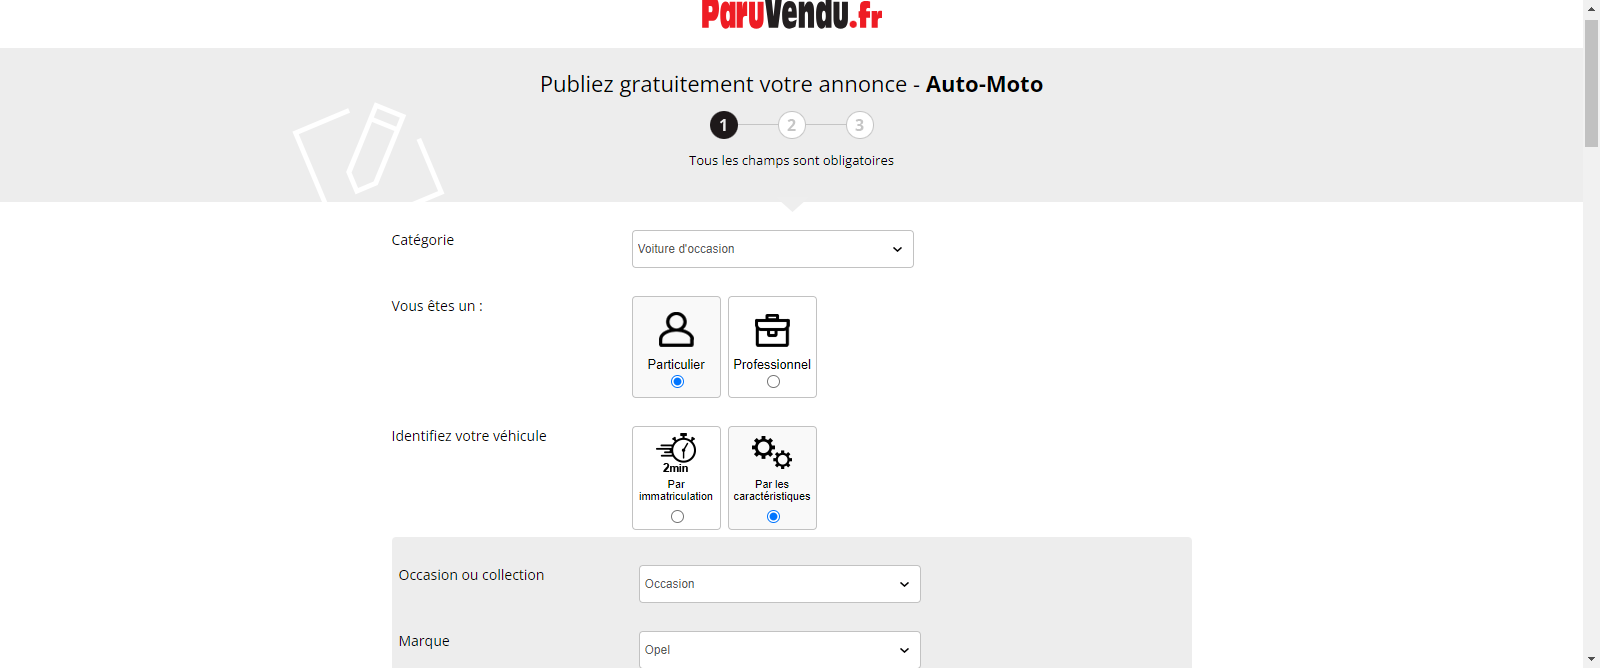 ParuVendu.fr
Publiez gratuitement votre annonce - Auto-Moto
1 2 3
Tous les champs sont obligatoires
Catégorie
Voiture d'occasion
Vous êtes un :
Particulier
Professionnel
Identifiez votre véhicule
2min
Par
immatriculation
Par les
caractéristiques
Occasion ou collection
Occasion
Marque
Opel